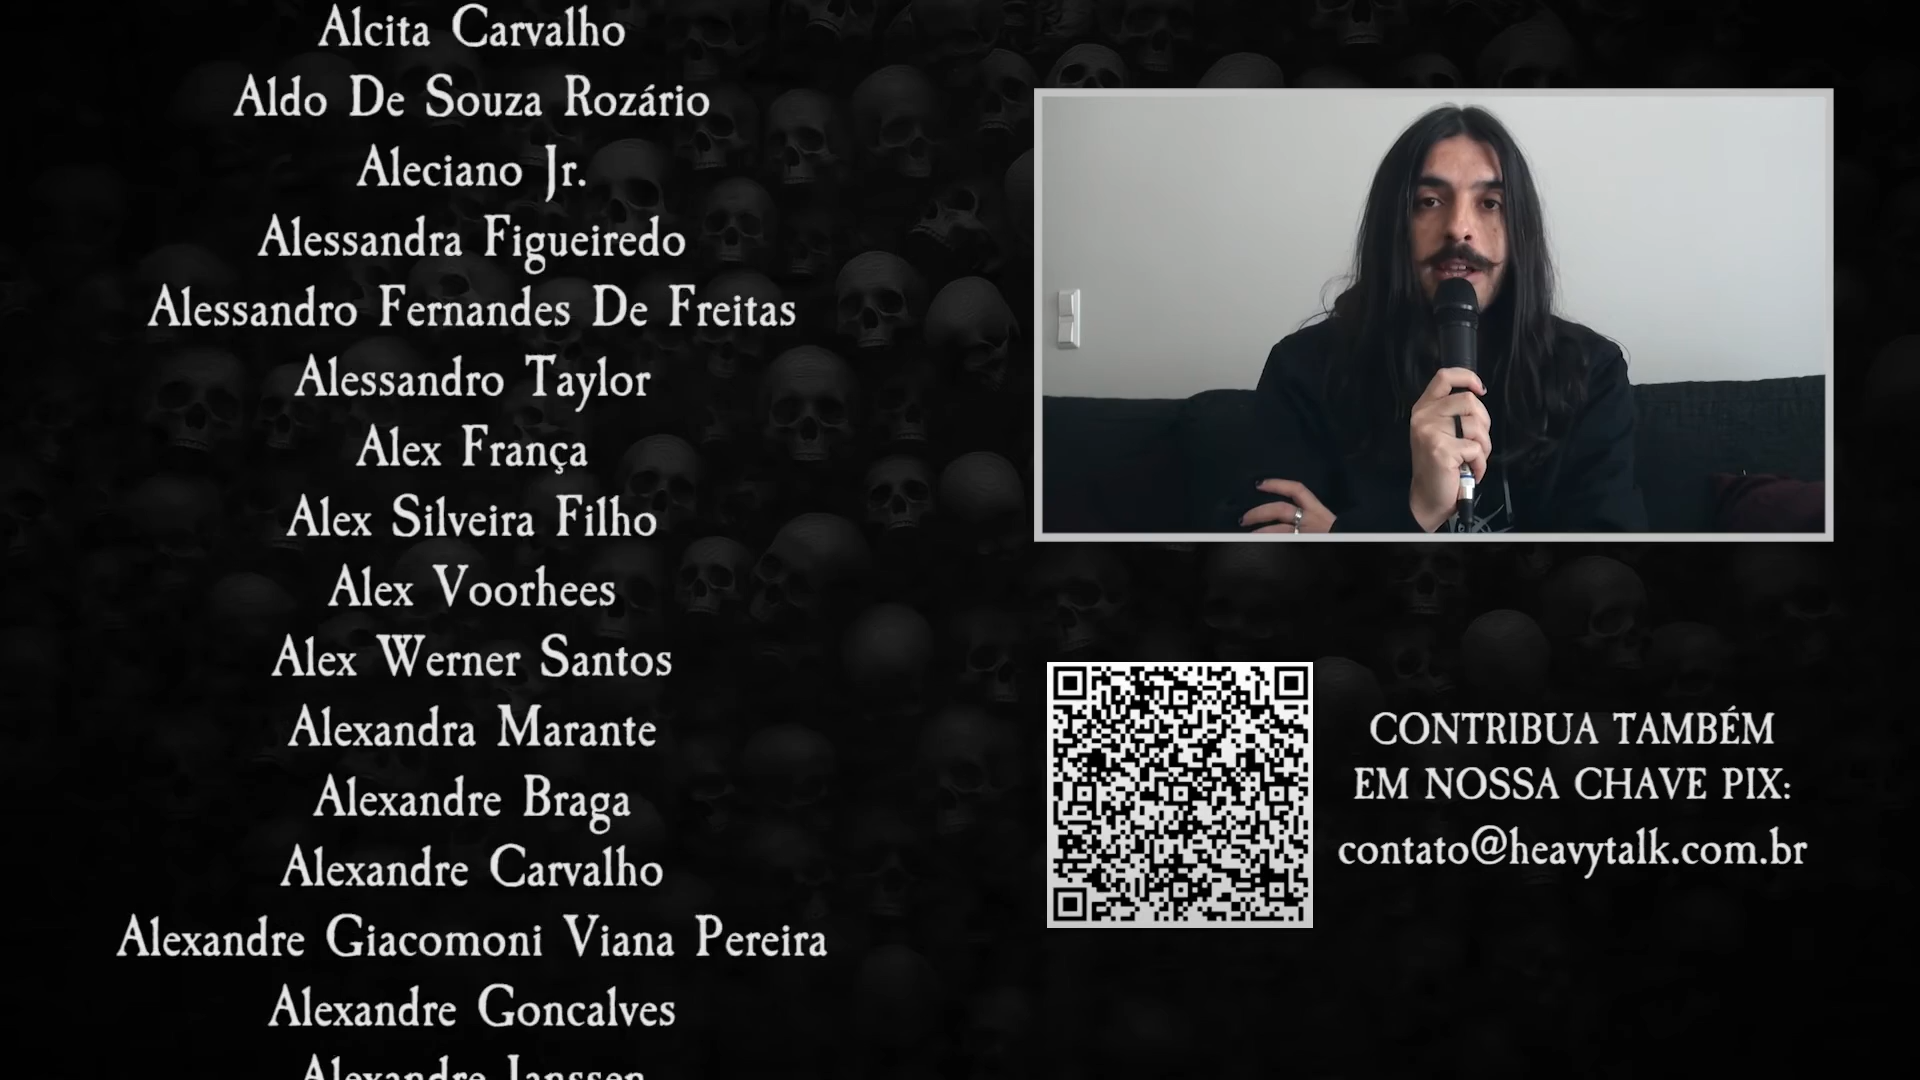 Alcita Carvalho
Aldo De Souza Rozário
Aleciano Jr.
Alessandra Figueiredo
Alessandro Fernandes De Freitas
Alessandro Taylor
Alex França
Alex Silveira Filho
Alex Voorhees
Alex Werner Santos
Alexandra Marante
Alexandre Braga
Alexandre Carvalho
Alexandre Giacomoni Viana Pereira
Alexandre Goncalves
Alexandre Janssen
CONTRIBUA TAMBÉM
EM NOSSA CHAVE PIX:
contato@heavytalk.com.br